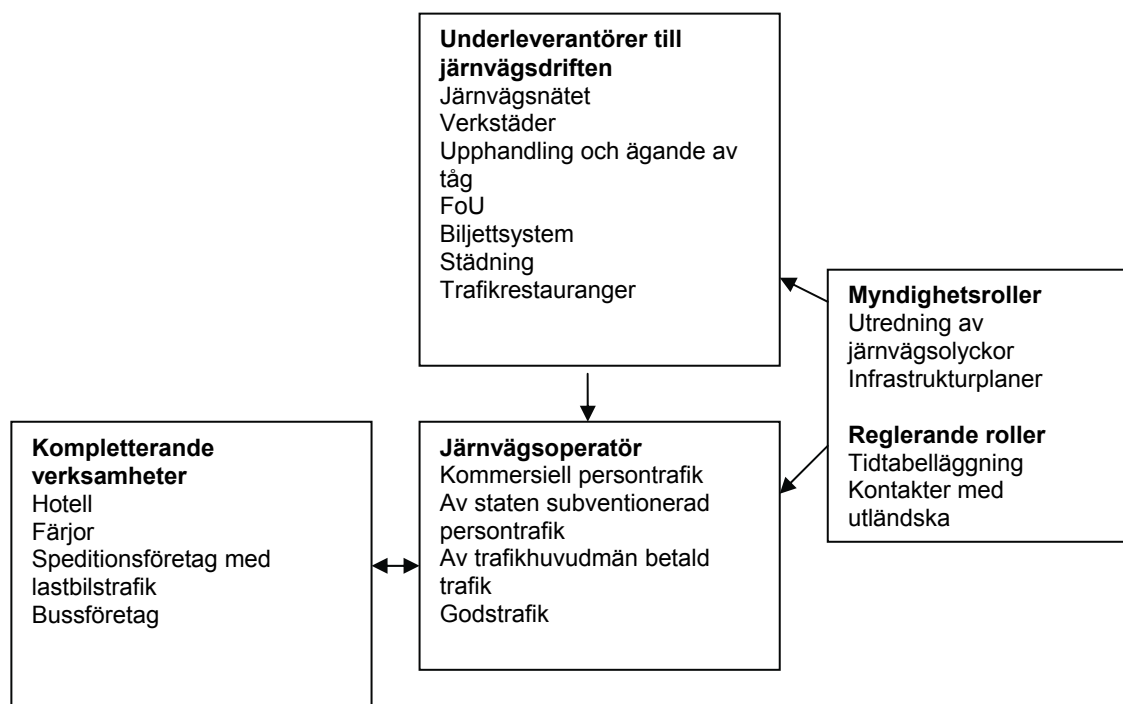 Underleverantörer till
järnvägsdriften
Järnvägsnätet
Verkstäder
Upphandling och ägande av
tåg
FoU
Biljettsystem
Städning
Trafikrestauranger
Myndighetsroller
Utredning av
järnvägsolyckor
Infrastrukturplaner
Reglerande roller
Tidtabelläggning
Kontakter med
utländska
Kompletterande
verksamheter
Hotell
Färjor
Speditionsföretag med
lastbilstrafik
Bussföretag
Järnvägsoperatör
Kommersiell persontrafik
Av staten subventionerad
persontrafik
Av trafikhuvudmän betald
trafik
Godstrafik